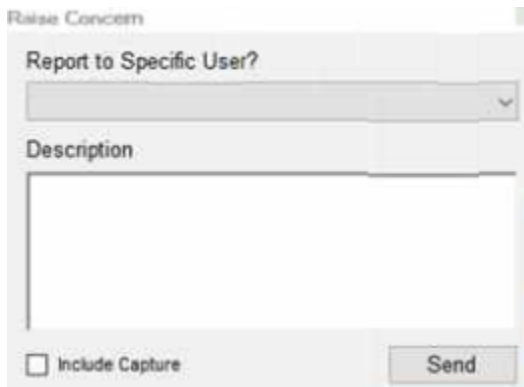 Raise Concern
Report to Specific User?
Description
Include Capture
Send